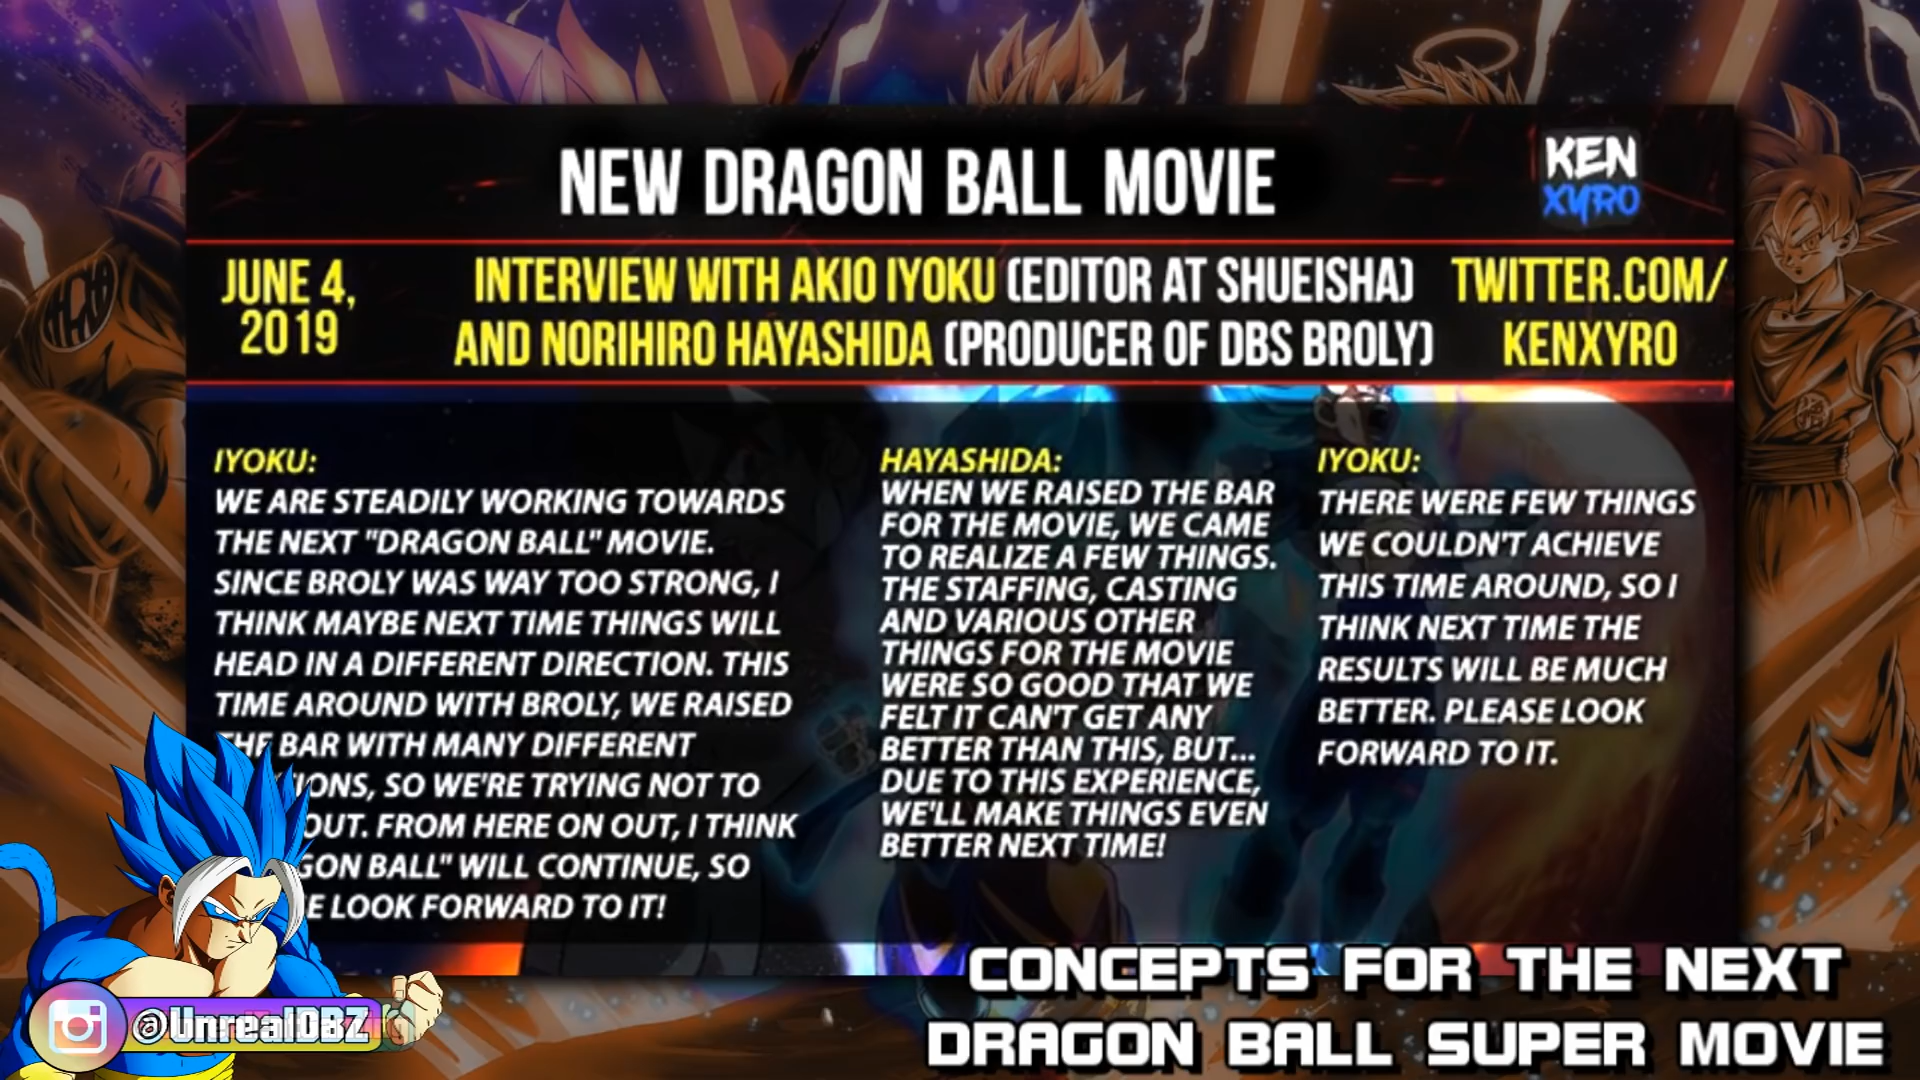 NEW DRAGON BALL MOVIE
KEN
XYRO
JUNE 4,
2019
INTERVIEW WITH AKIO IYOKU (EDITOR AT SHUEISHA)
AND NORIHIRO HAYASHIDA (PRODUCER OF DBS BROLY)
TWITTER.COM/
KENXYRO
IYOKU:
WE ARE STEADILY WORKING TOWARDS
THE NEXT "DRAGON BALL" MOVIE.
SINCE BROLY WAS WAY TOO STRONG, I
THINK MAYBE NEXT TIME THINGS WILL
HEAD IN A DIFFERENT DIRECTION. THIS
TIME AROUND WITH BROLY, WE RAISED
THE BAR WITH MANY DIFFERENT
SO WE'RE TRYING NOT TO
OUT. FROM HERE ON OUT, I THINK
BALL" WILL CONTINUE, SO
LOOK FORWARD TO IT!
HAYASHIDA:
WHEN WE RAISED THE BAR
FOR THE MOVIE, WE CAME
TO REALIZE A FEW THINGS.
THE STAFFING, CASTING
AND VARIOUS OTHER
THINGS FOR THE MOVIE
WERE SO GOOD THAT WE
FELT IT CAN'T GET ANY
BETTER THAN THIS, BUT...
DUE TO THIS EXPERIENCE,
WE'LL MAKE THINGS EVEN
BETTER NEXT TIME!
IYOKU:
THERE WERE FEW THINGS
WE COULDN'T ACHIEVE
THIS TIME AROUND, SO I
THINK NEXT TIME THE
RESULTS WILL BE MUCH
BETTER. PLEASE LOOK
FORWARD TO IT.
@UnrealDBZ
CONCEPTS FOR THE NEXT
DRAGON BALL SUPER MOVIE